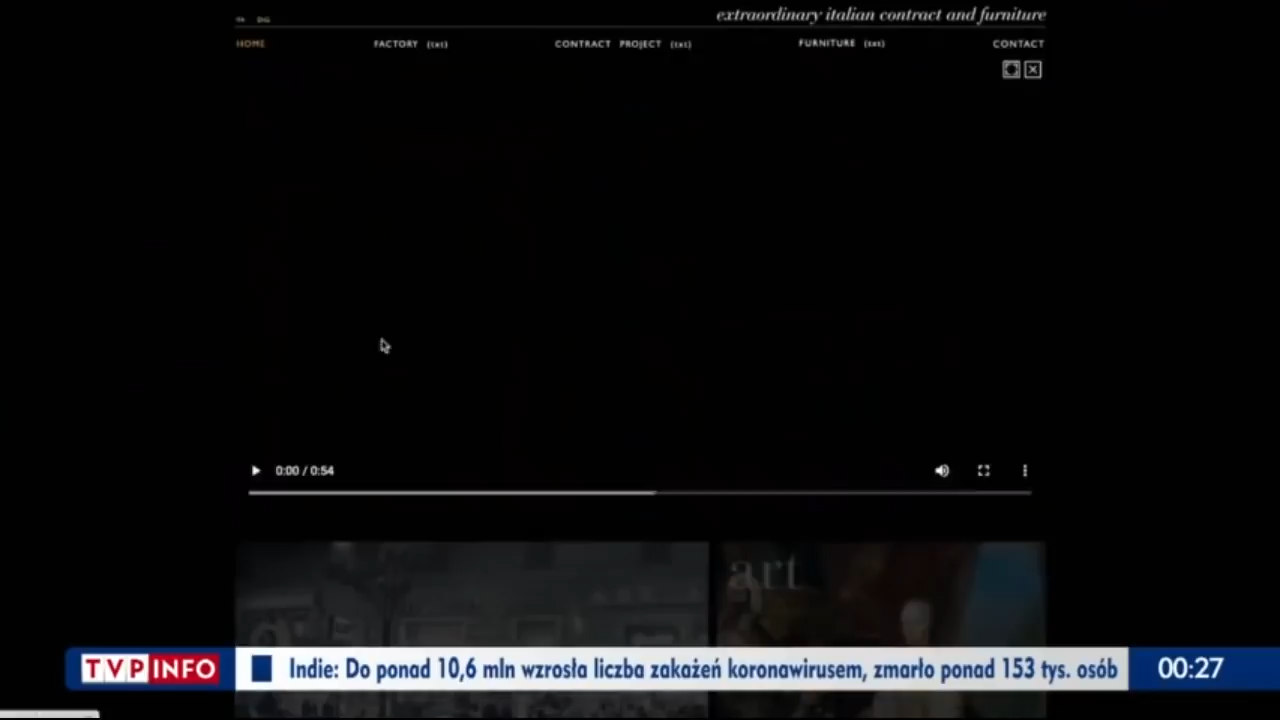 extraordinary italian contract and furniture
ITA ENG
HOME FACTORY (txt) CONTRACT PROJECT (txt) FURNITURE (txt) CONTACT
0:00 / 0:54
art
TVP INFO Indie: Do ponad 10,6 mln wzrosła liczba zakażeń koronawirusem, zmarło ponad 153 tys. osób 00:27